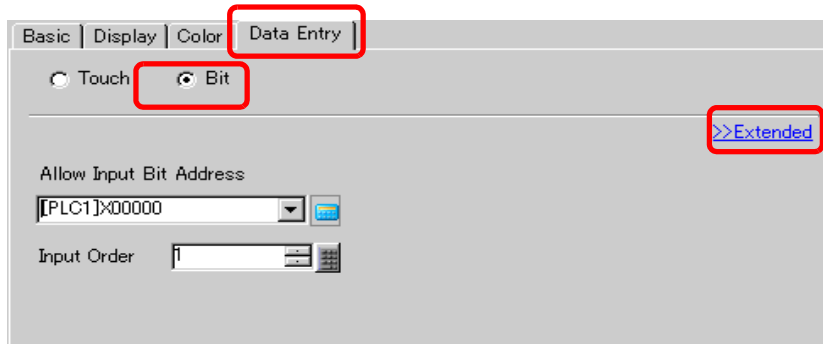 Basic Display Color Data Entry
Touch Bit
>>Extended
Allow Input Bit Address
[PLC1]X00000
Input Order 1